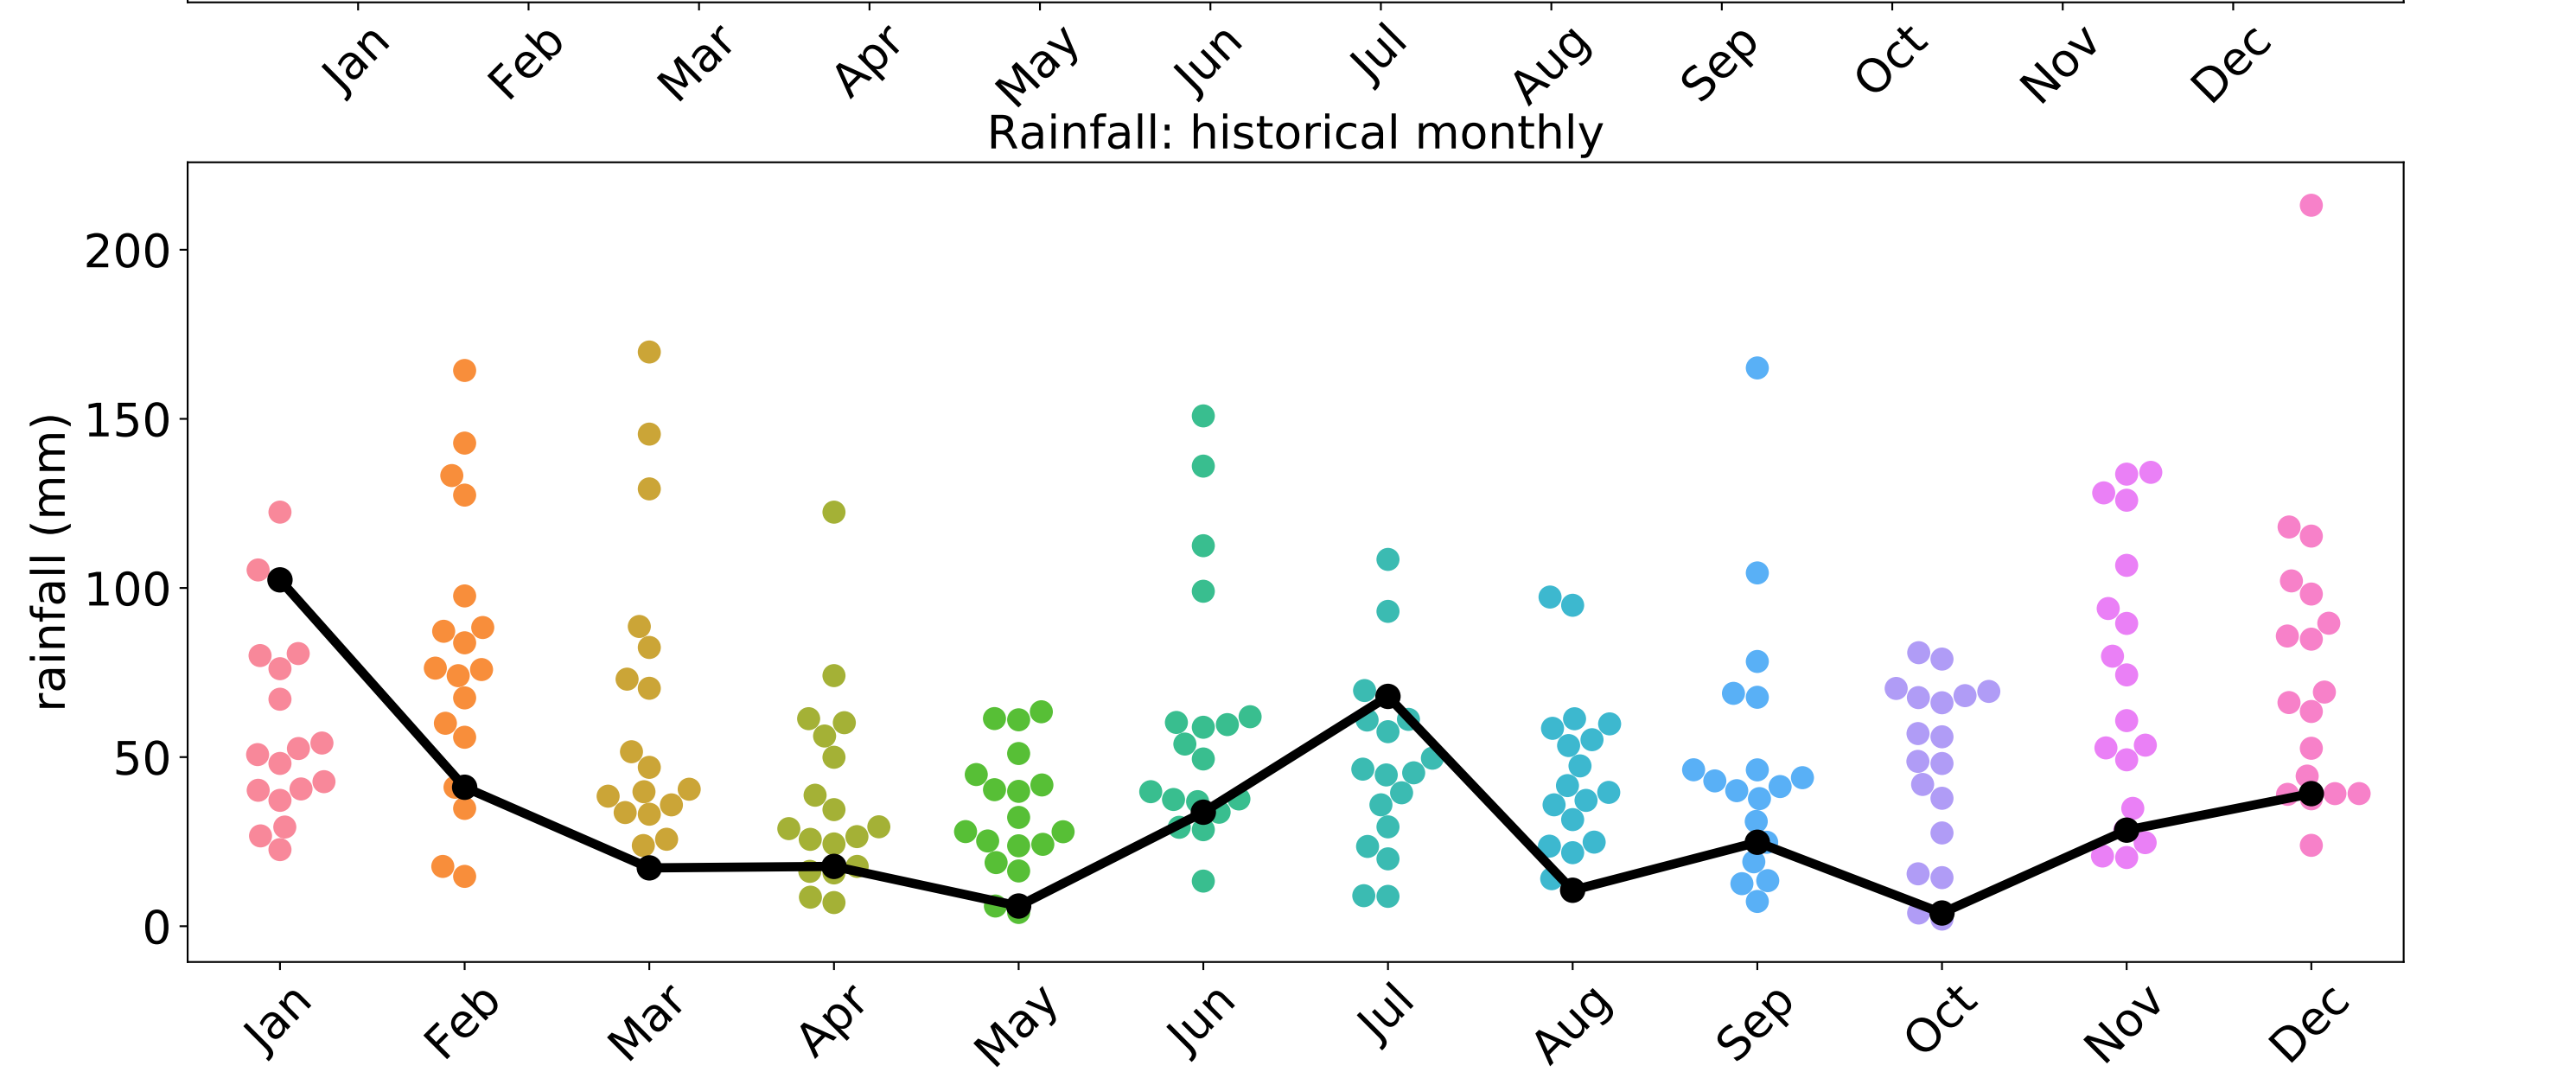 Jan Feb Mar Apr May Jun Jul Aug Sep Oct Nov Dec
Rainfall: historical monthly
rainfall (mm)
200
150
100
50
0
Jan Feb Mar Apr May Jun Jul Aug Sep Oct Nov Dec